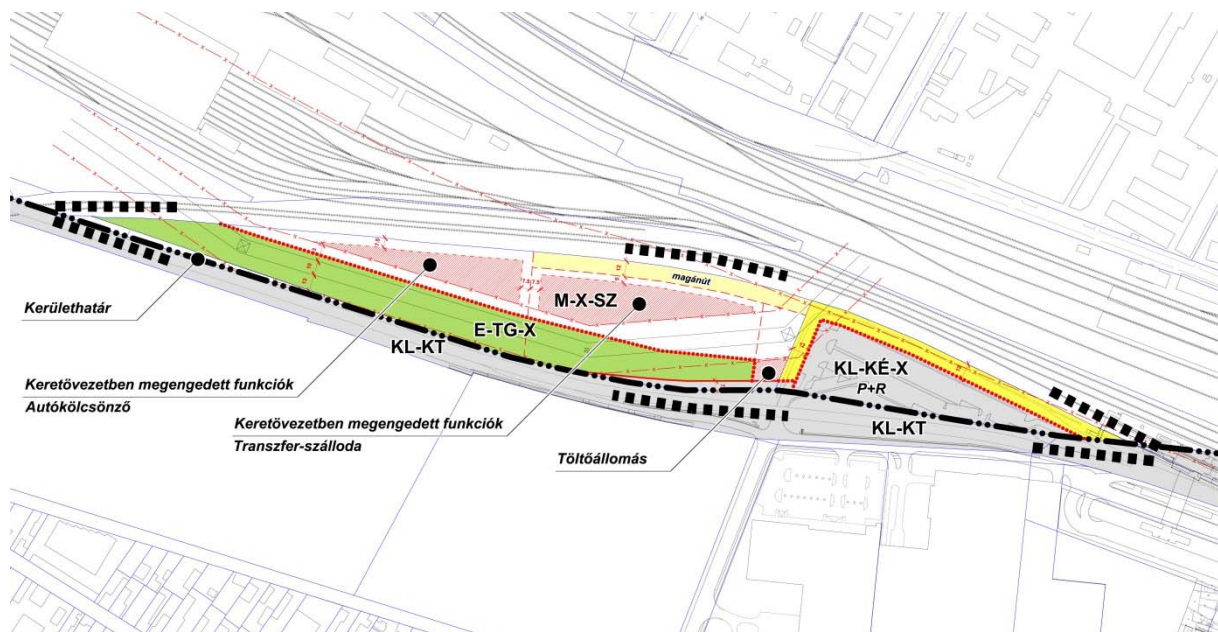 magánút
M-X-SZ
E-TG-X
KL-KT
KL-KÉ-X
P+R
KL-KT
Kerülethatár
Keretövezetben megengedett funkciók
Autókölcsönző
Keretövezetben megengedett funkciók
Transzfer-szálloda
Töltőállomás